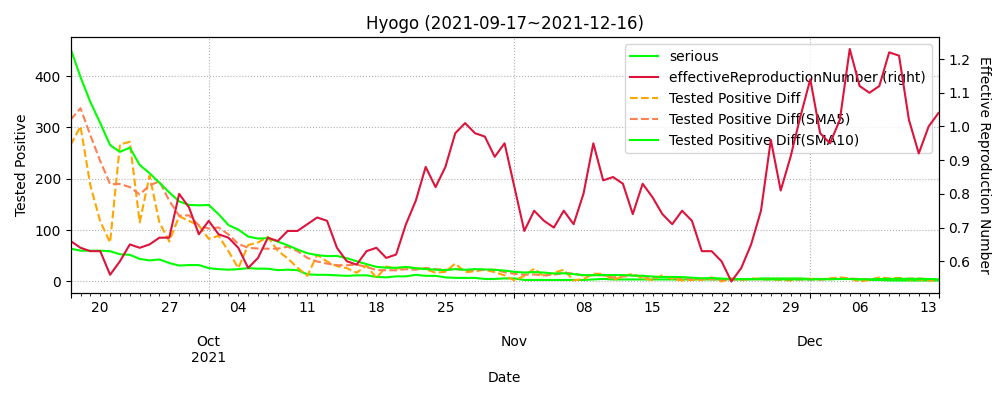 Hyogo (2021-09-17~2021-12-16)
serious
effectiveReproductionNumber (right)
Tested Positive Diff
Tested Positive Diff(SMA5)
Tested Positive Diff(SMA10)
Tested Positive
400
300
200
100
0
Effective Reproduction Number
1.2
1.1
1.0
0.9
0.8
0.7
0.6
20 27 04 11 18 25 08 15 22 29 06 13
Oct Nov Dec
2021
Date